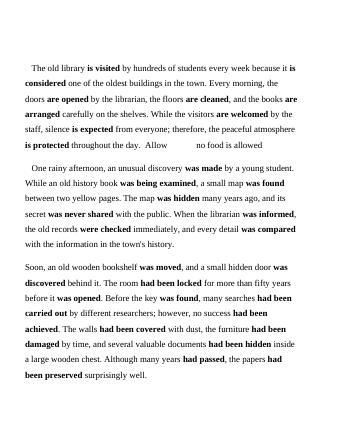 The old library is visited by hundreds of students every week because it is
considered one of the oldest buildings in the town. Every morning, the
doors are opened by the librarian, the floors are cleaned, and the books are
arranged carefully on the shelves. While the visitors are welcomed by the
staff, silence is expected from everyone; therefore, the peaceful atmosphere
is protected throughout the day. Allow no food is allowed
One rainy afternoon, an unusual discovery was made by a young student.
While an old history book was being examined, a small map was found
between two yellow pages. The map was hidden many years ago, and its
secret was never shared with the public. When the librarian was informed,
the old records were checked immediately, and every detail was compared
with the information in the town's history.
Soon, an old wooden bookshelf was moved, and a small hidden door was
discovered behind it. The room had been locked for more than fifty years
before it was opened. Before the key was found, many searches had been
carried out by different researchers; however, no success had been
achieved. The walls had been covered with dust, the furniture had been
damaged by time, and several valuable documents had been hidden inside
a large wooden chest. Although many years had passed, the papers had
been preserved surprisingly well.